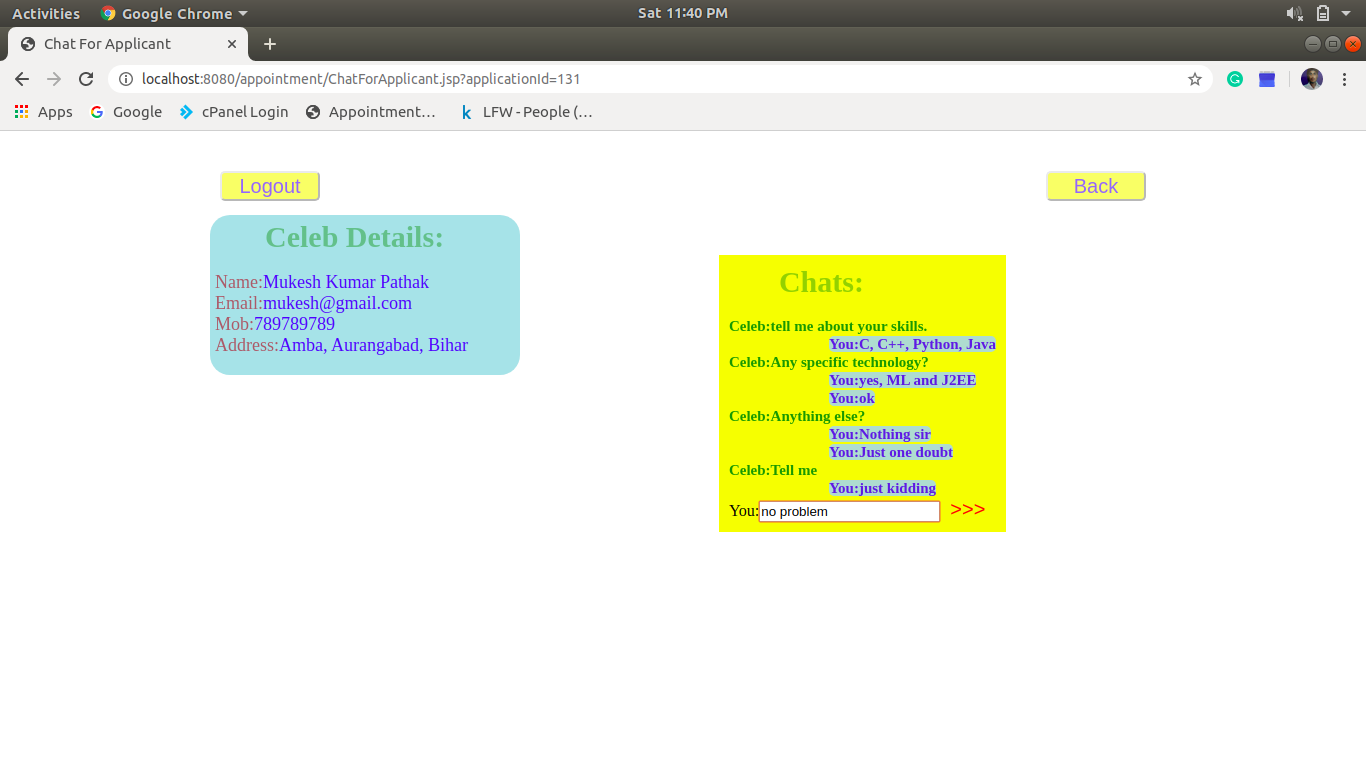 Activities Google Chrome Sat 11:40 PM
Chat For Applicant
localhost:8080/appointment/ChatForApplicant.jsp?applicationId=131
Apps Google cPanel Login Appointment… LFW - People (…
Logout Back
Celeb Details:
Name:Mukesh Kumar Pathak
Email:mukesh@gmail.com
Mob:789789789
Address:Amba, Aurangabad, Bihar
Chats:
Celeb:tell me about your skills.
You:C, C++, Python, Java
Celeb:Any specific technology?
You:yes, ML and J2EE
You:ok
Celeb:Anything else?
You:Nothing sir
You:Just one doubt
Celeb:Tell me
You:just kidding
You:no problem >>>